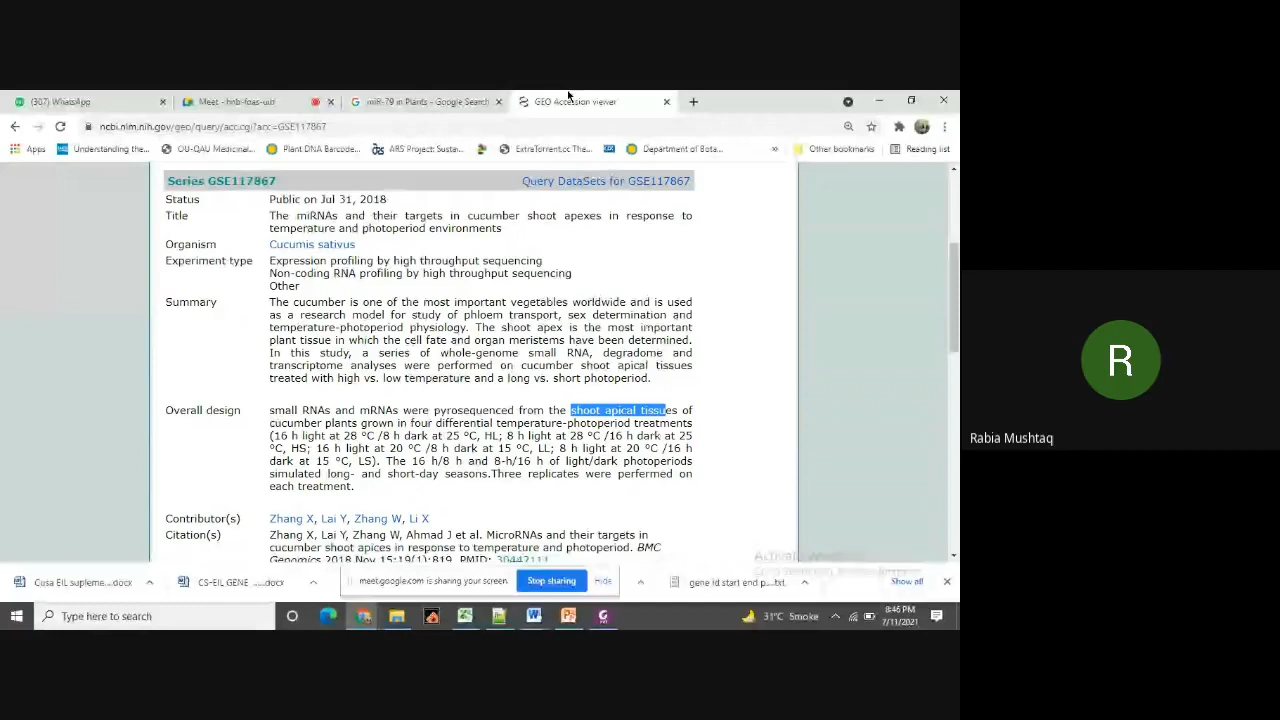 (307) WhatsApp
Meet - hnb-foas-uih
miR-79 in Plants - Google Search
GEO Accession viewer
ncbi.nlm.nih.gov/geo/query/acc.cgi?acc=GSE117867
Apps
Understanding the...
OU-QAU Medicinal...
Plant DNA Barcode...
ARS Project: Susta...
ExtraTorrent.cc The...
Department of Bota...
»
Other bookmarks
Reading list
Series GSE117867
Query DataSets for GSE117867
Status
Public on Jul 31, 2018
Title
The miRNAs and their targets in cucumber shoot apexes in response to
temperature and photoperiod environments
Organism
Cucumis sativus
Experiment type
Expression profiling by high throughput sequencing
Non-coding RNA profiling by high throughput sequencing
Other
Summary
The cucumber is one of the most important vegetables worldwide and is used
as a research model for study of phloem transport, sex determination and
temperature-photoperiod physiology. The shoot apex is the most important
plant tissue in which the cell fate and organ meristems have been determined.
In this study, a series of whole-genome small RNA, degradome and
transcriptome analyses were performed on cucumber shoot apical tissues
treated with high vs. low temperature and a long vs. short photoperiod.
Overall design
small RNAs and mRNAs were pyrosequenced from the shoot apical tissues of
cucumber plants grown in four differential temperature-photoperiod treatments
(16 h light at 28 °C /8 h dark at 25 °C, HL; 8 h light at 28 °C /16 h dark at 25
°C, HS; 16 h light at 20 °C /8 h dark at 15 °C, LL; 8 h light at 20 °C /16 h
dark at 15 °C, LS). The 16 h/8 h and 8-h/16 h of light/dark photoperiods
simulated long- and short-day seasons.Three replicates were performed on
each treatment.
Contributor(s)
Zhang X, Lai Y, Zhang W, Li X
Citation(s)
Zhang X, Lai Y, Zhang W, Ahmad J et al. MicroRNAs and their targets in
cucumber shoot apices in response to temperature and photoperiod. BMC
Genomics 2018 Nov 15;19(1):819. PMID: 30442111
Cusa EIL supleme....docx
CS-EIL GENE ....docx
meet.google.com is sharing your screen.
Stop sharing
Hide
gene id start end p....txt
Show all
Type here to search
31°C Smoke
8:46 PM
7/11/2021
R
Rabia Mushtaq